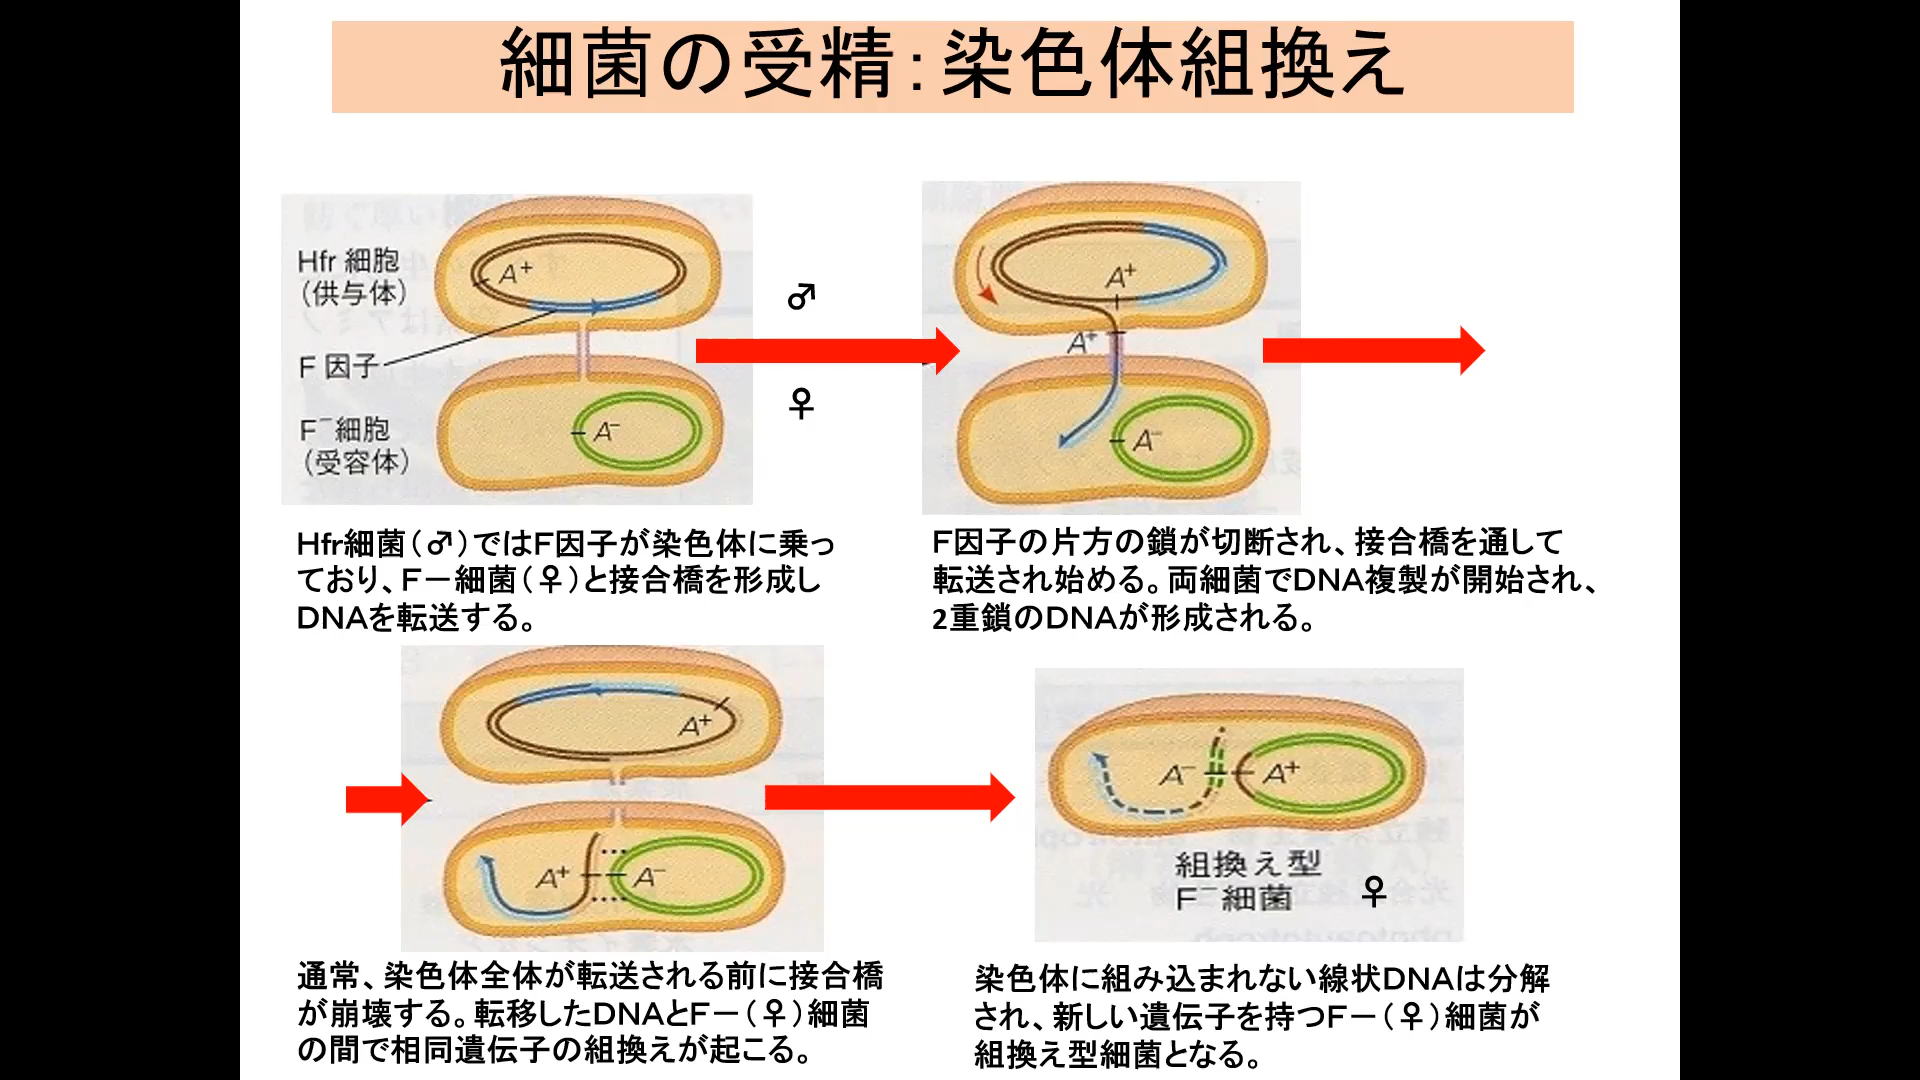 細菌の受精：染色体組換え
Hfr 細胞
（供与体）
F 因子
F⁻細胞
（受容体）
A⁺
A⁻
♂
♀
A⁺
A⁺
A⁻
Hfr細菌（♂）ではF因子が染色体に乗っ
ており、F－細菌（♀）と接合橋を形成し
DNAを転送する。
F因子の片方の鎖が切断され、接合橋を通して
転送され始める。両細菌でDNA複製が開始され、
2重鎖のDNAが形成される。
A⁺
A⁺
A⁻
A⁻
A⁺
組換え型
F⁻細菌 ♀
通常、染色体全体が転送される前に接合橋
が崩壊する。転移したDNAとF－（♀）細菌
の間で相同遺伝子の組換えが起こる。
染色体に組み込まれない線状DNAは分解
され、新しい遺伝子を持つF－（♀）細菌が
組換え型細菌となる。